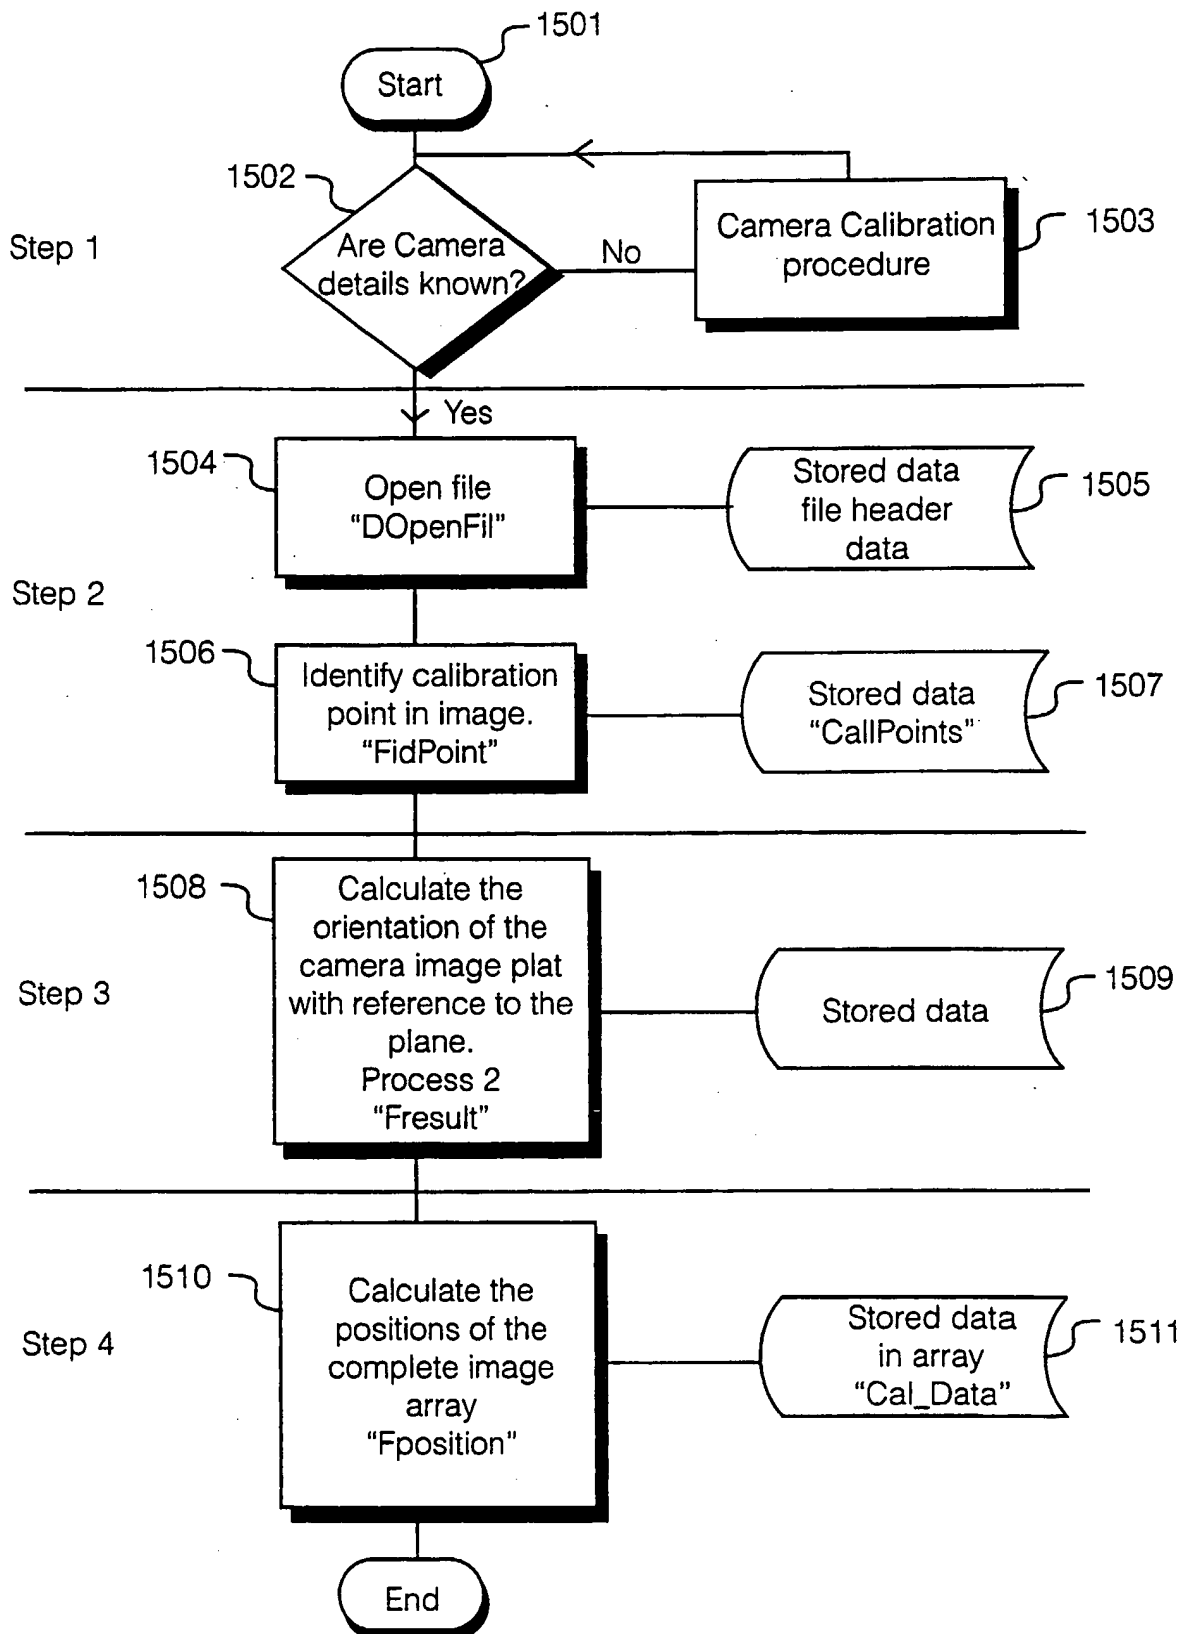 1501
Start
1502
Step 1
Are Camera
details known?
No
Camera Calibration
procedure
1503
Yes
1504
Open file
“DOpenFil”
Stored data
file header
data
1505
Step 2
1506
Identify calibration
point in image.
“FidPoint”
Stored data
“CallPoints”
1507
1508
Calculate the
orientation of the
camera image plat
with reference to the
plane.
Process 2
“Fresult”
Step 3
Stored data
1509
1510
Calculate the
positions of the
complete image
array
“Fposition”
Step 4
Stored data
in array
“Cal_Data”
1511
End